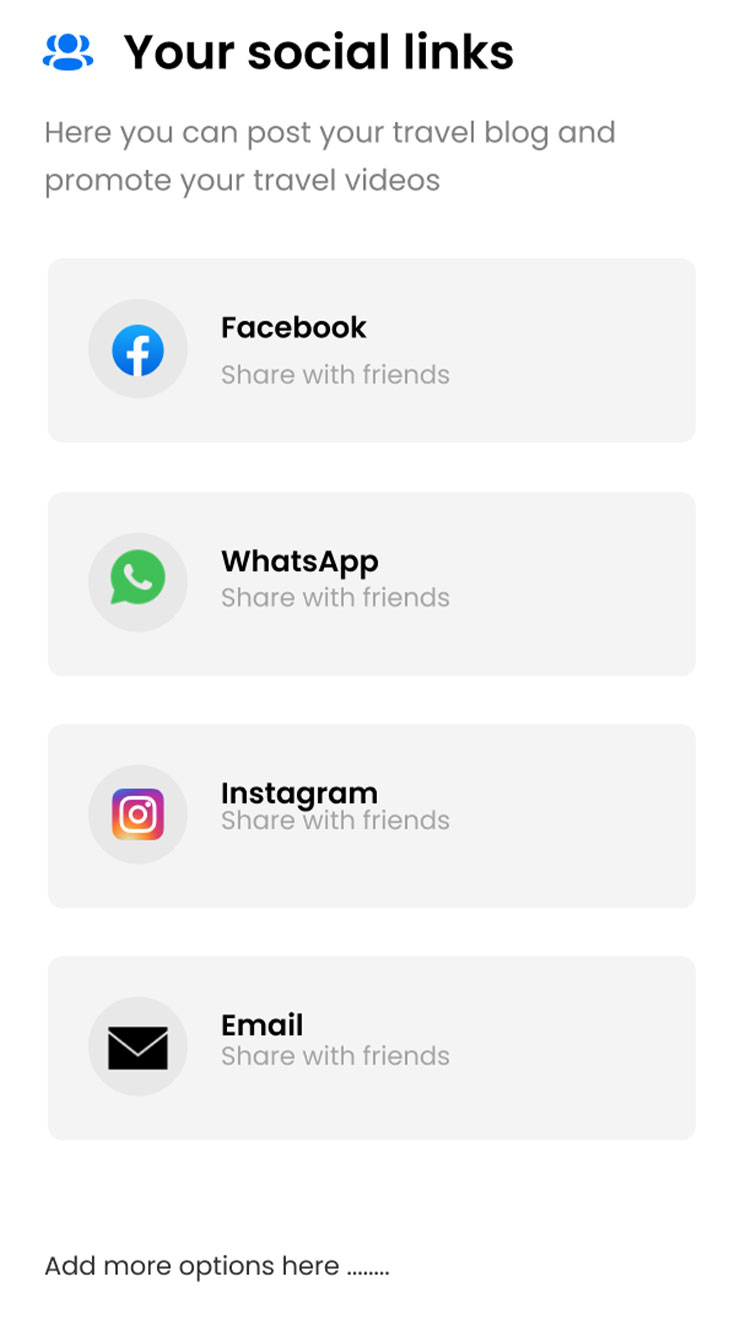 Your social links
Here you can post your travel blog and
promote your travel videos
Facebook
Share with friends
WhatsApp
Share with friends
Instagram
Share with friends
Email
Share with friends
Add more options here ........